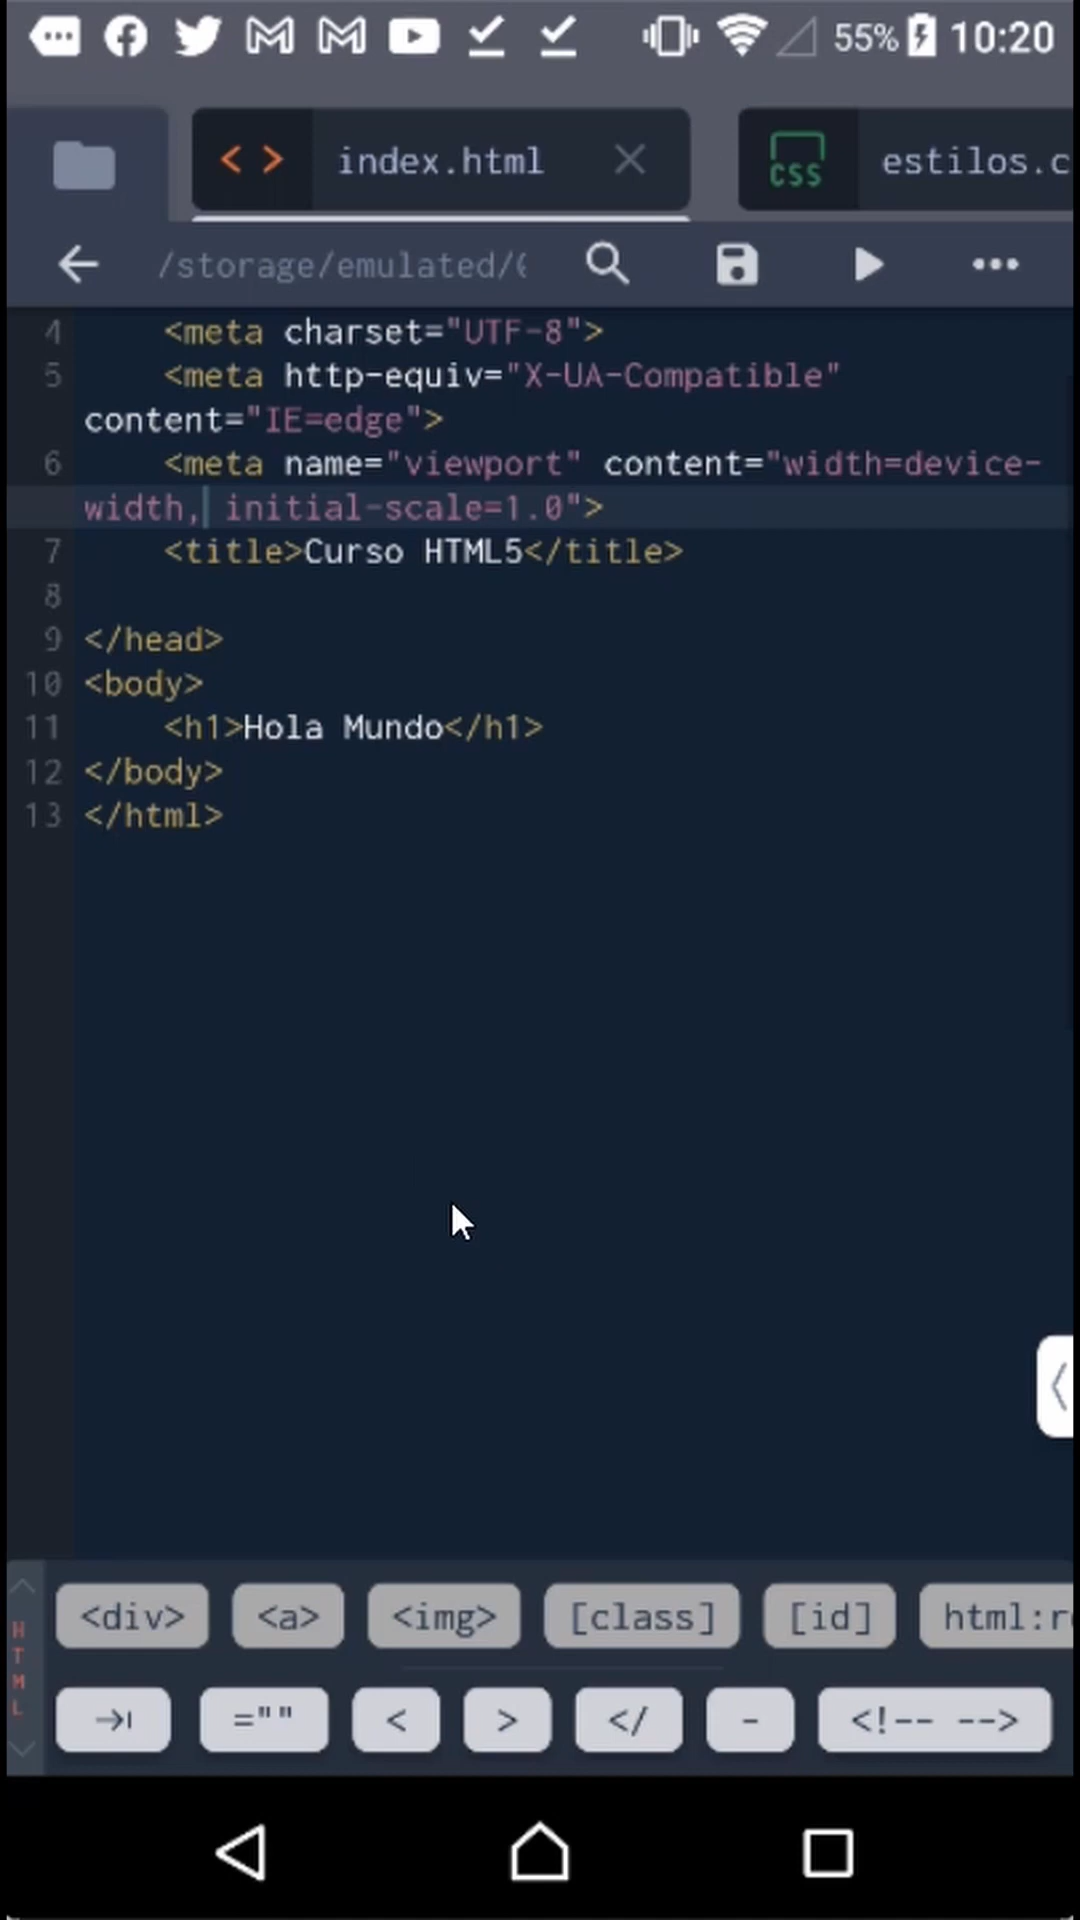 55% 10:20
< > index.html
CSS estilos.c
/storage/emulated/
4 <meta charset="UTF-8">
5 <meta http-equiv="X-UA-Compatible"
content="IE=edge">
6 <meta name="viewport" content="width=device-
width, initial-scale=1.0">
7 <title>Curso HTML5</title>
8
9 </head>
10 <body>
11 <h1>Hola Mundo</h1>
12 </body>
13 </html>
HTML
<div> <a> <img> [class] [id] html:r
="" < > </ - <!-- -->